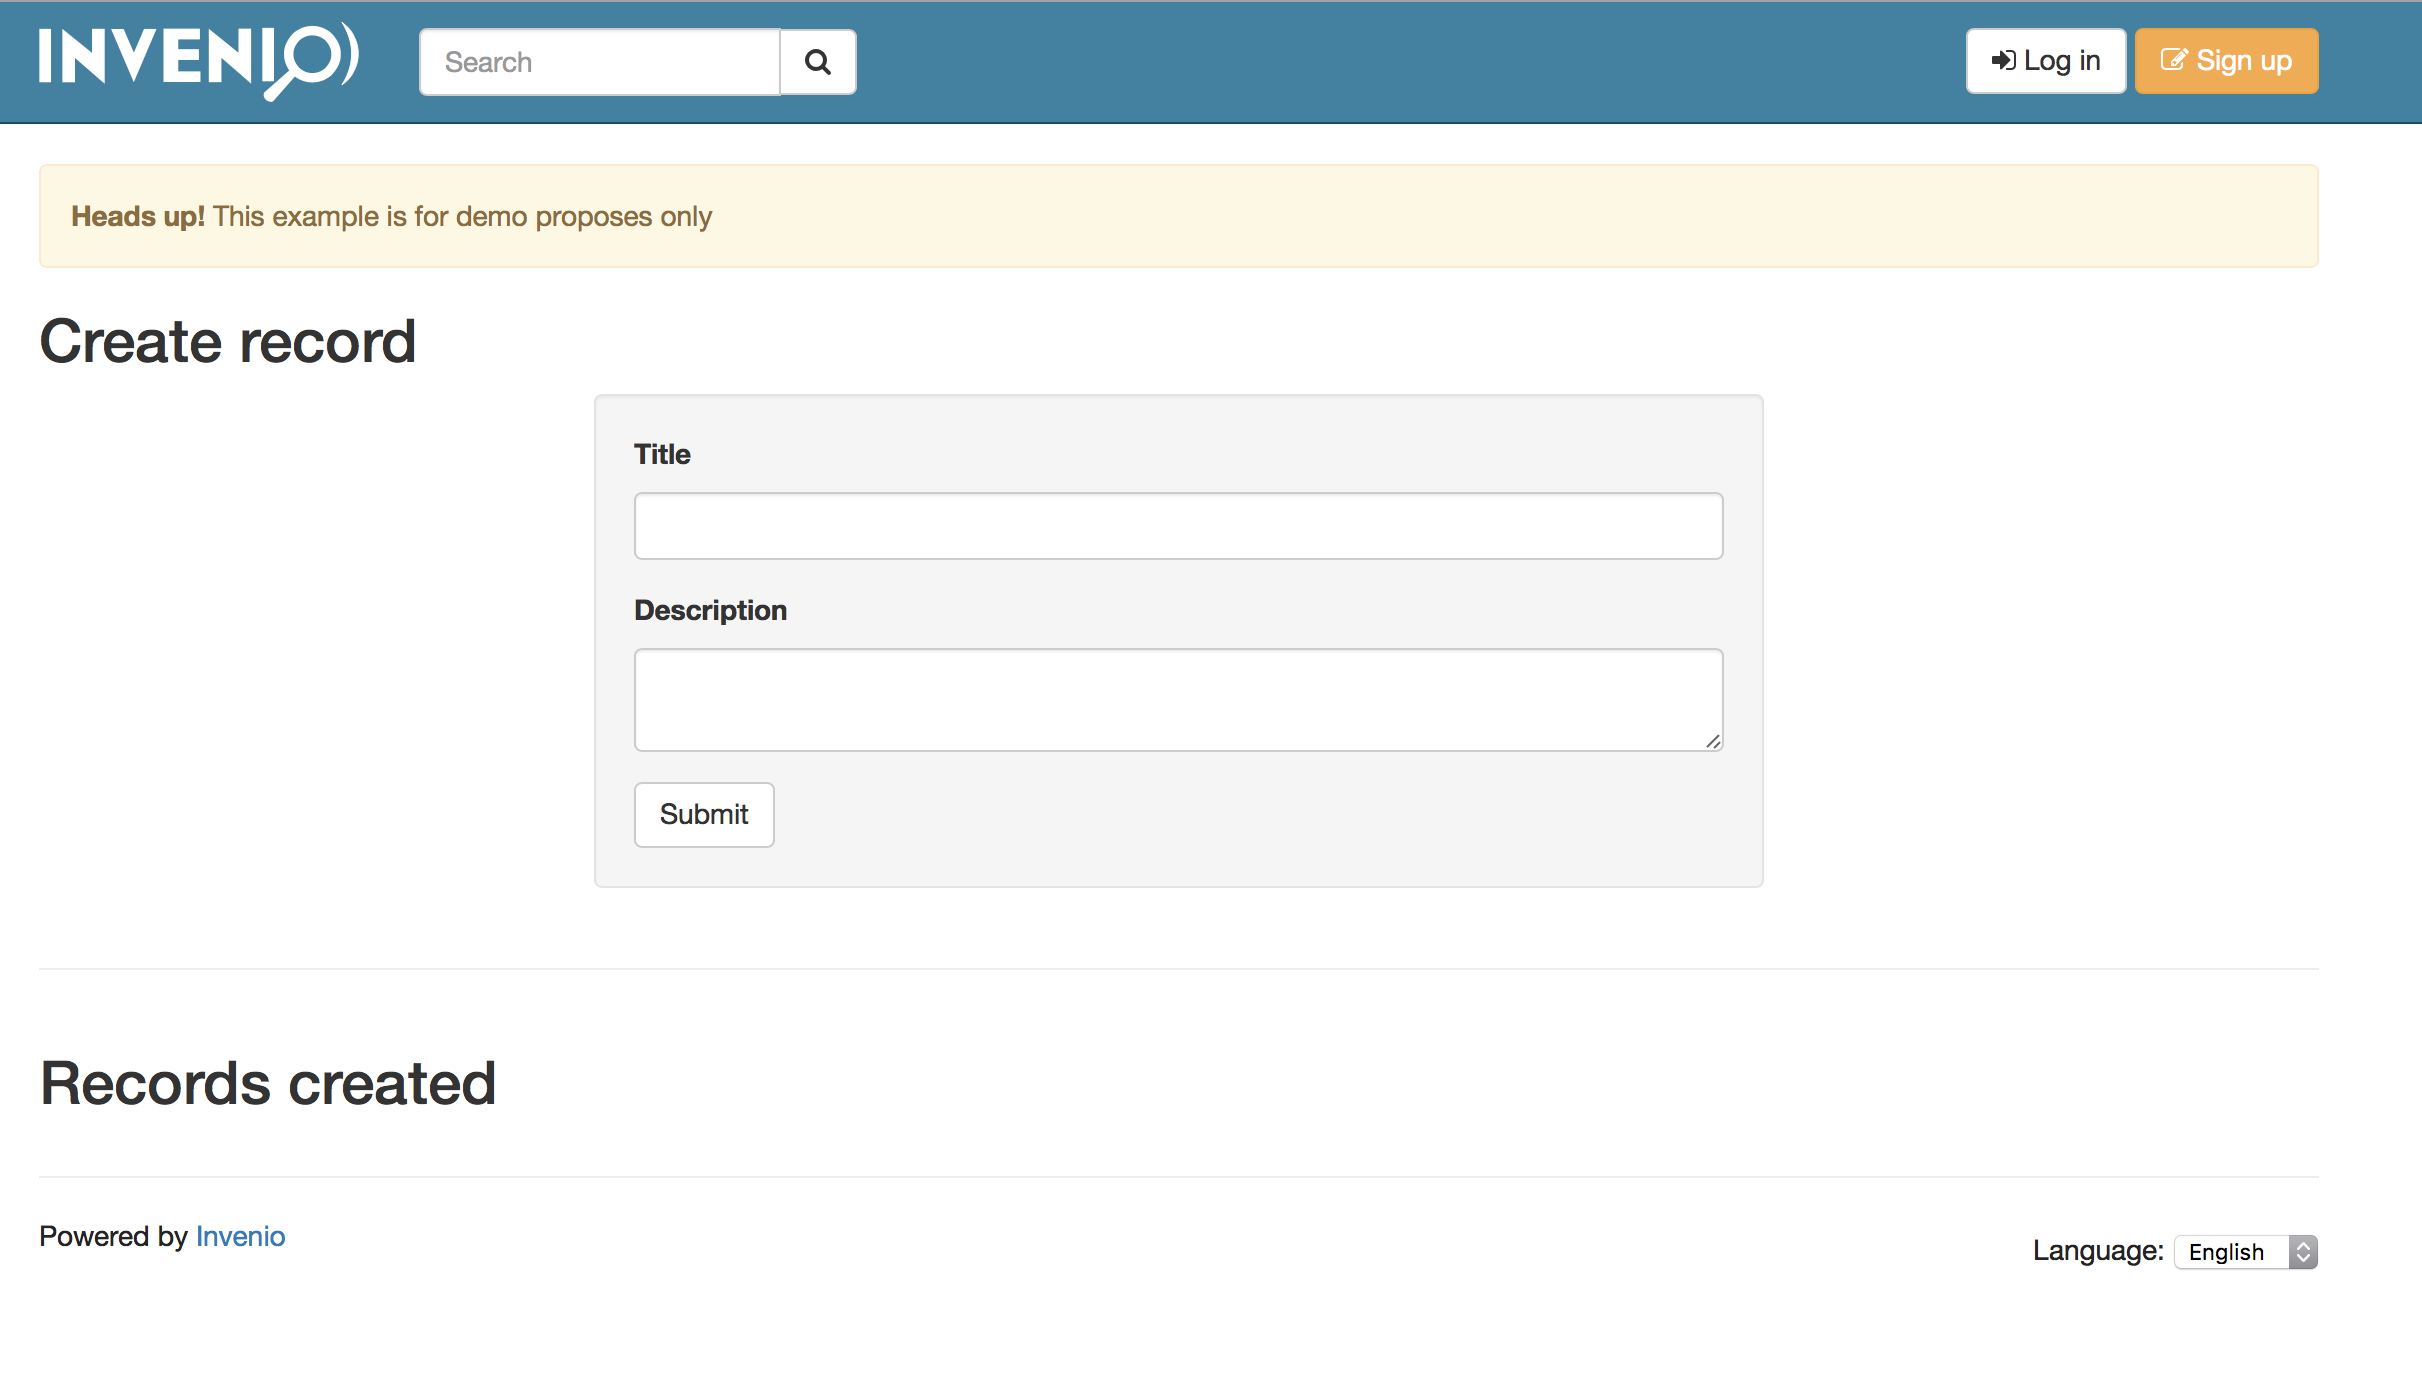 INVENIO
Search
Log in
Sign up
Heads up! This example is for demo proposes only
Create record
Title
Description
Submit
Records created
Powered by Invenio
Language: English